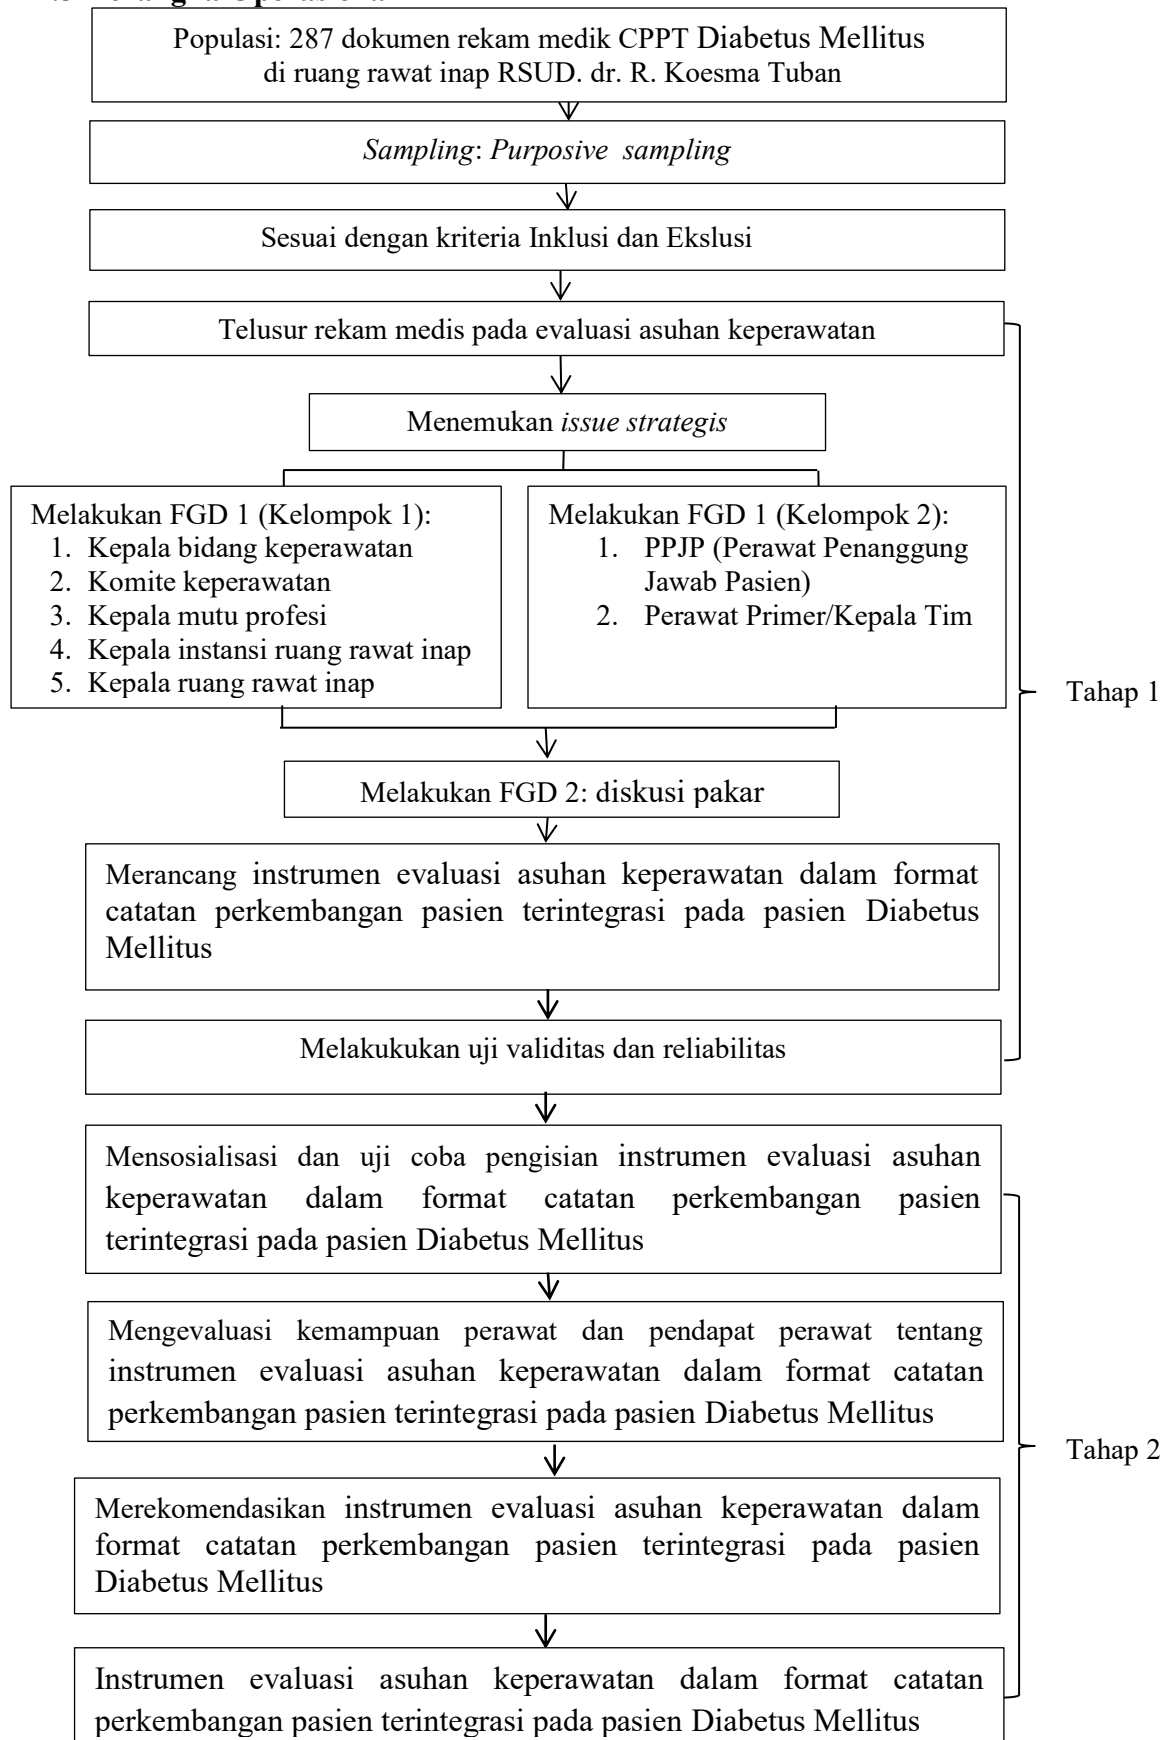 Populasi: 287 dokumen rekam medik CPPT Diabetus Mellitus
di ruang rawat inap RSUD. dr. R. Koesma Tuban
Sampling: Purposive sampling
Sesuai dengan kriteria Inklusi dan Ekslusi
Telusur rekam medis pada evaluasi asuhan keperawatan
Menemukan issue strategis
Melakukan FGD 1 (Kelompok 1):
1. Kepala bidang keperawatan
2. Komite keperawatan
3. Kepala mutu profesi
4. Kepala instansi ruang rawat inap
5. Kepala ruang rawat inap
Melakukan FGD 1 (Kelompok 2):
1. PPJP (Perawat Penanggung
Jawab Pasien)
2. Perawat Primer/Kepala Tim
Tahap 1
Melakukan FGD 2: diskusi pakar
Merancang instrumen evaluasi asuhan keperawatan dalam format
catatan perkembangan pasien terintegrasi pada pasien Diabetus
Mellitus
Melakukukan uji validitas dan reliabilitas
Mensosialisasi dan uji coba pengisian instrumen evaluasi asuhan
keperawatan dalam format catatan perkembangan pasien
terintegrasi pada pasien Diabetus Mellitus
Mengevaluasi kemampuan perawat dan pendapat perawat tentang
instrumen evaluasi asuhan keperawatan dalam format catatan
perkembangan pasien terintegrasi pada pasien Diabetus Mellitus
Tahap 2
Merekomendasikan instrumen evaluasi asuhan keperawatan dalam
format catatan perkembangan pasien terintegrasi pada pasien
Diabetus Mellitus
Instrumen evaluasi asuhan keperawatan dalam format catatan
perkembangan pasien terintegrasi pada pasien Diabetus Mellitus